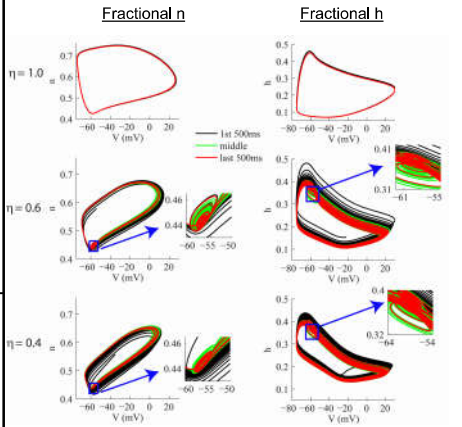 Fractional n
Fractional h
η = 1.0
n
0.7
0.6
0.5
0.4
−60 −40 −20 0 20
V (mV)
h
0.5
0.4
0.3
0.2
0.1
−60 −40 −20 0 20
V (mV)
1st 500ms
middle
last 500ms
η = 0.6
n
0.7
0.6
0.5
0.4
−60 −40 −20 0 20
V (mV)
0.46
0.44
−60 −55 −50
h
0.5
0.4
0.3
0.2
0.1
−60 −40 −20 0 20
V (mV)
0.41
0.31
−61 −55
η = 0.4
n
0.7
0.6
0.5
0.4
−60 −40 −20 0 20
V (mV)
0.46
0.44
−60 −55 −50
h
0.5
0.4
0.3
0.2
0.1
−60 −40 −20 0 20
V (mV)
0.4
0.32
−64 −54